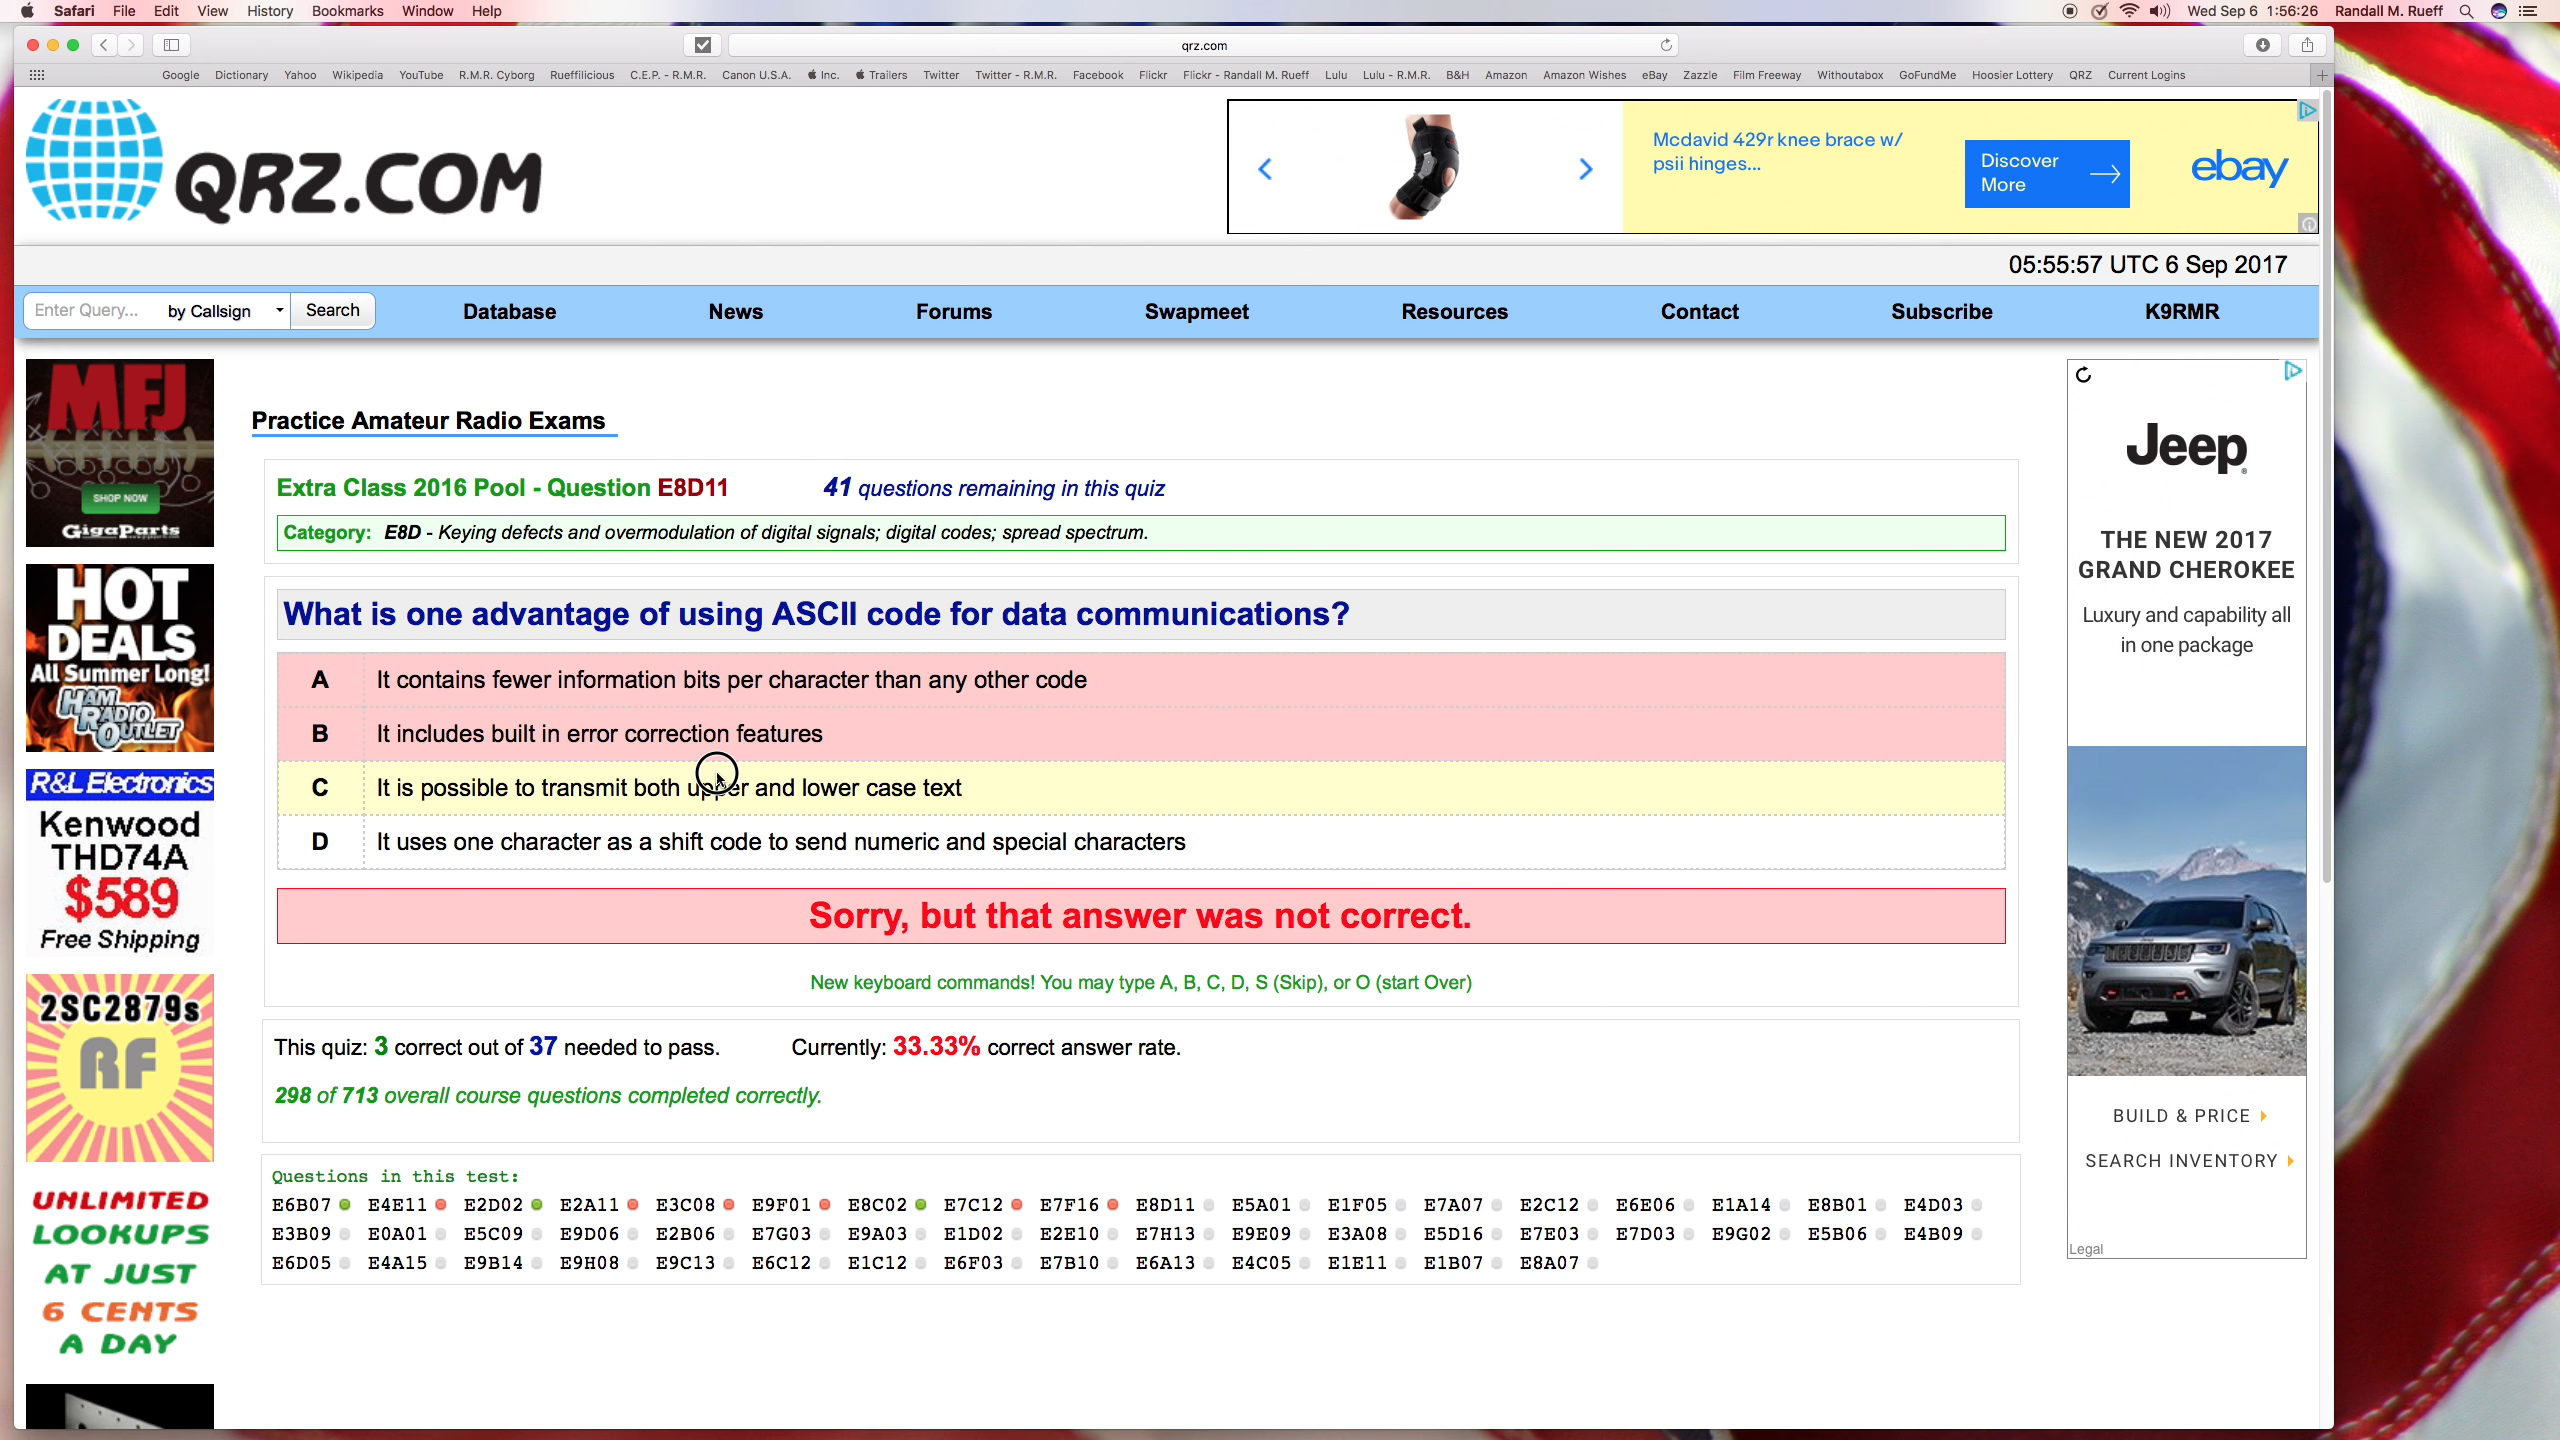 Safari File Edit View History Bookmarks Window Help
Wed Sep 6 1:56:26 Randall M. Rueff
qrz.com
Google Dictionary Yahoo Wikipedia YouTube R.M.R. Cyborg Rueffilicious C.E.P. - R.M.R. Canon U.S.A. Inc. Trailers Twitter Twitter - R.M.R. Facebook Flickr Flickr - Randall M. Rueff Lulu Lulu - R.M.R. B&H Amazon Amazon Wishes eBay Zazzle Film Freeway Withoutabox GoFundMe Hoosier Lottery QRZ Current Logins
QRZ.COM
Mcdavid 429r knee brace w/
psii hinges...
Discover
More
ebay
05:55:57 UTC 6 Sep 2017
Enter Query... by Callsign Search Database News Forums Swapmeet Resources Contact Subscribe K9RMR
MFJ
SHOP NOW
GigaParts
HOT
DEALS
All Summer Long!
HAM
RADIO
OUTLET
R&L Electronics
Kenwood
THD74A
$589
Free Shipping
2SC2879s
RF
UNLIMITED
LOOKUPS
AT JUST
6 CENTS
A DAY
Practice Amateur Radio Exams
Extra Class 2016 Pool - Question E8D11 41 questions remaining in this quiz
Category: E8D - Keying defects and overmodulation of digital signals; digital codes; spread spectrum.
What is one advantage of using ASCII code for data communications?
A It contains fewer information bits per character than any other code
B It includes built in error correction features
C It is possible to transmit both upper and lower case text
D It uses one character as a shift code to send numeric and special characters
Sorry, but that answer was not correct.
New keyboard commands! You may type A, B, C, D, S (Skip), or O (start Over)
This quiz: 3 correct out of 37 needed to pass. Currently: 33.33% correct answer rate.
298 of 713 overall course questions completed correctly.
Questions in this test:
E6B07 E4E11 E2D02 E2A11 E3C08 E9F01 E8C02 E7C12 E7F16 E8D11 E5A01 E1F05 E7A07 E2C12 E6E06 E1A14 E8B01 E4D03
E3B09 E0A01 E5C09 E9D06 E2B06 E7G03 E9A03 E1D02 E2E10 E7H13 E9E09 E3A08 E5D16 E7E03 E7D03 E9G02 E5B06 E4B09
E6D05 E4A15 E9B14 E9H08 E9C13 E6C12 E1C12 E6F03 E7B10 E6A13 E4C05 E1E11 E1B07 E8A07
Jeep
THE NEW 2017
GRAND CHEROKEE
Luxury and capability all
in one package
BUILD & PRICE
SEARCH INVENTORY
Legal